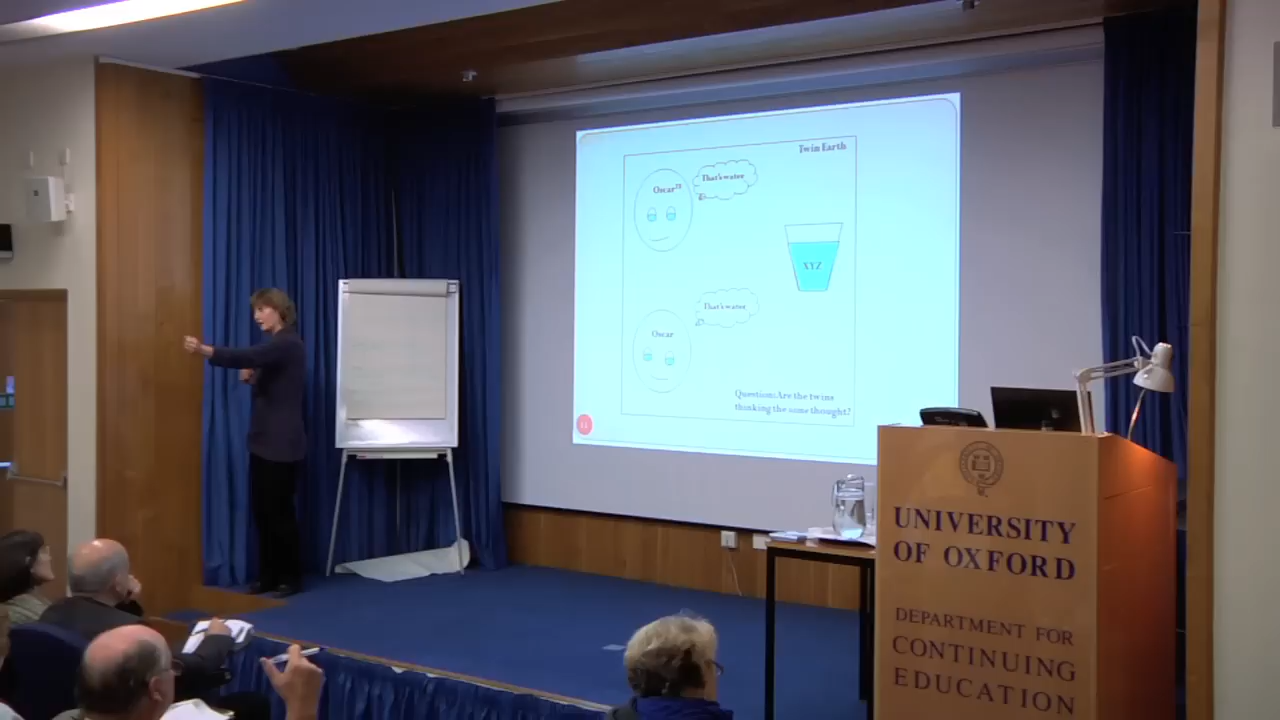 Twin Earth
Oscar
That's water
XYZ
That's water
Oscar
Question: Are the twins
thinking the same thought?
UNIVERSITY
OF OXFORD
DEPARTMENT FOR
CONTINUING
EDUCATION